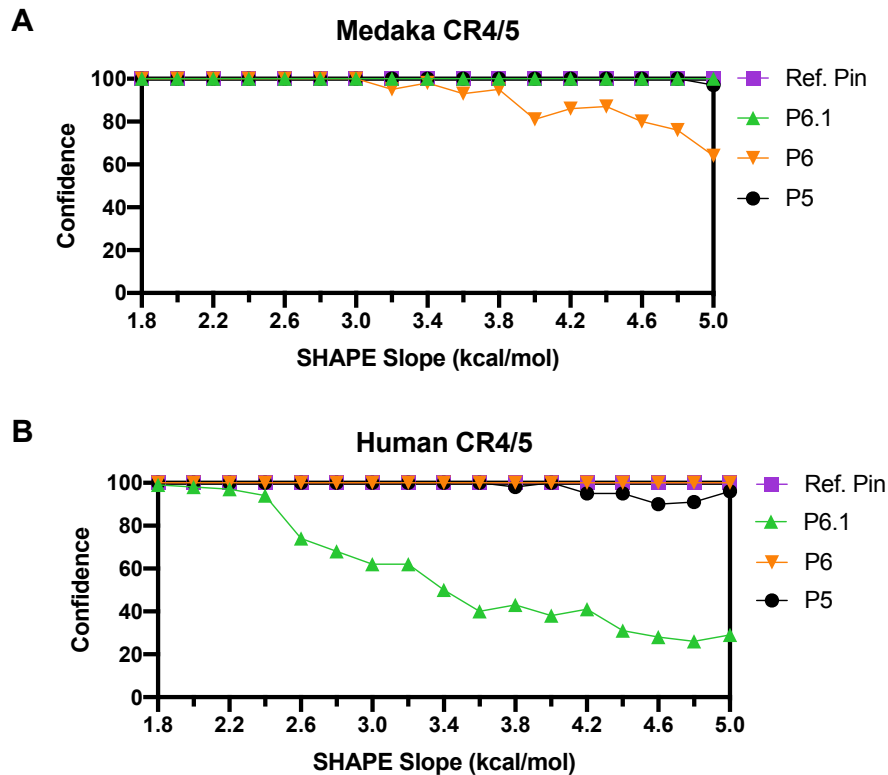 A
Medaka CR4/5
Confidence
100
80
60
40
20
0
1.8 2.2 2.6 3.0 3.4 3.8 4.2 4.6 5.0
SHAPE Slope (kcal/mol)
Ref. Pin
P6.1
P6
P5
B
Human CR4/5
Confidence
100
80
60
40
20
0
1.8 2.2 2.6 3.0 3.4 3.8 4.2 4.6 5.0
SHAPE Slope (kcal/mol)
Ref. Pin
P6.1
P6
P5